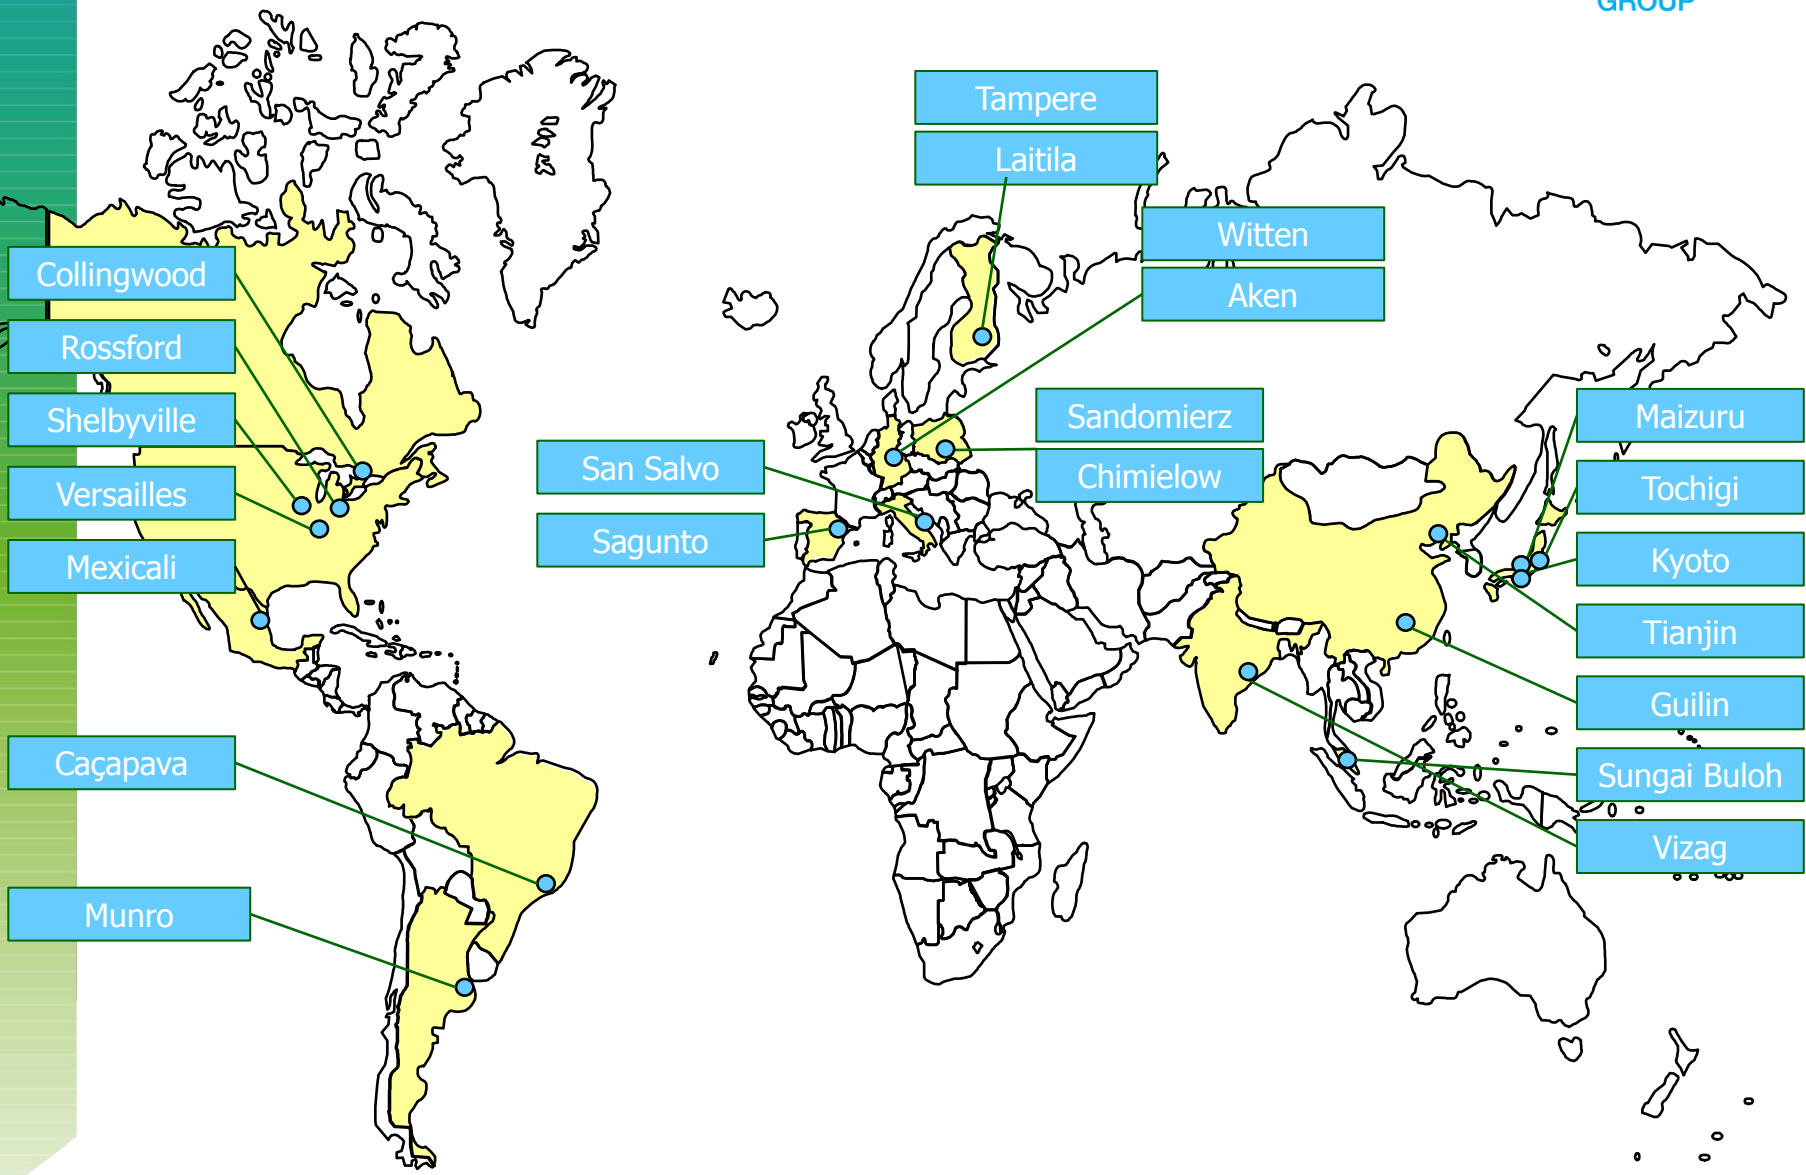 GROUP
Tampere
Laitila
Witten
Aken
Collingwood
Rossford
Shelbyville
Versailles
Mexicali
San Salvo
Sagunto
Sandomierz
Chimielow
Maizuru
Tochigi
Kyoto
Tianjin
Guilin
Sungai Buloh
Vizag
Caçapava
Munro